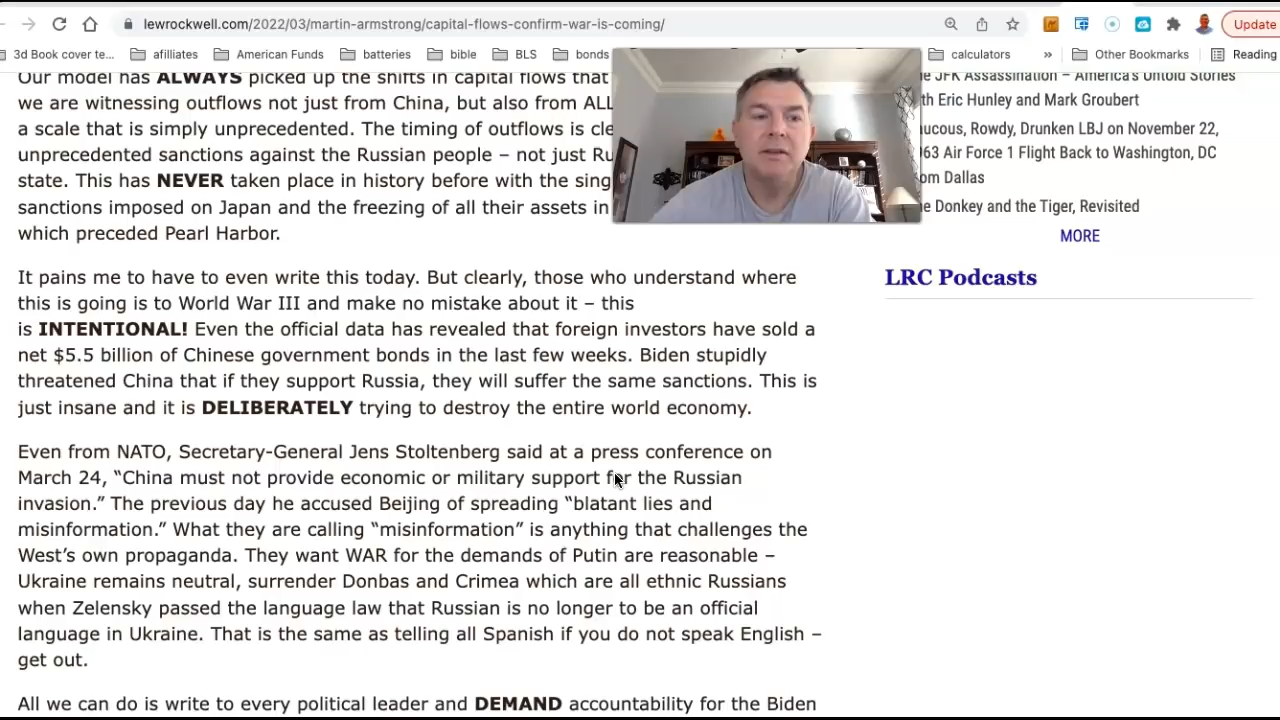 lewrockwell.com/2022/03/martin-armstrong/capital-flows-confirm-war-is-coming/
Update
3d Book cover te...
afilliates
American Funds
batteries
bible
BLS
bonds
calculators
»
Other Bookmarks
Reading
Our model has ALWAYS picked up the shifts in capital flows that
we are witnessing outflows not just from China, but also from ALL
a scale that is simply unprecedented. The timing of outflows is cle
unprecedented sanctions against the Russian people – not just Ru
state. This has NEVER taken place in history before with the sing
sanctions imposed on Japan and the freezing of all their assets in
which preceded Pearl Harbor.
It pains me to have to even write this today. But clearly, those who understand where
this is going is to World War III and make no mistake about it – this
is INTENTIONAL! Even the official data has revealed that foreign investors have sold a
net $5.5 billion of Chinese government bonds in the last few weeks. Biden stupidly
threatened China that if they support Russia, they will suffer the same sanctions. This is
just insane and it is DELIBERATELY trying to destroy the entire world economy.
Even from NATO, Secretary-General Jens Stoltenberg said at a press conference on
March 24, “China must not provide economic or military support for the Russian
invasion.” The previous day he accused Beijing of spreading “blatant lies and
misinformation.” What they are calling “misinformation” is anything that challenges the
West’s own propaganda. They want WAR for the demands of Putin are reasonable –
Ukraine remains neutral, surrender Donbas and Crimea which are all ethnic Russians
when Zelensky passed the language law that Russian is no longer to be an official
language in Ukraine. That is the same as telling all Spanish if you do not speak English –
get out.
All we can do is write to every political leader and DEMAND accountability for the Biden
e JFK Assassination – America's Untold Stories
th Eric Hunley and Mark Groubert
ucous, Rowdy, Drunken LBJ on November 22,
63 Air Force 1 Flight Back to Washington, DC
om Dallas
e Donkey and the Tiger, Revisited
MORE
LRC Podcasts